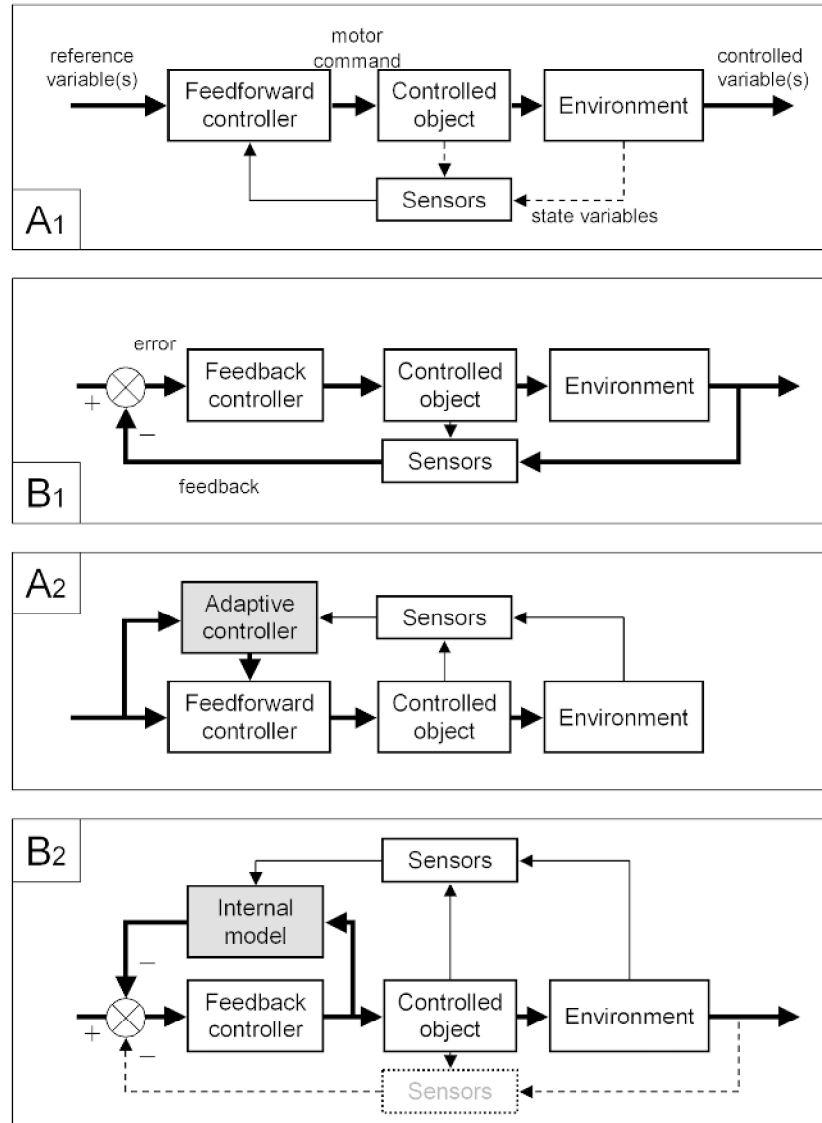 reference
variable(s)
motor
command
controlled
variable(s)
Feedforward
controller
Controlled
object
Environment
Sensors
state variables
A1
error
+
−
Feedback
controller
Controlled
object
Environment
Sensors
feedback
B1
A2
Adaptive
controller
Sensors
Feedforward
controller
Controlled
object
Environment
B2
Sensors
Internal
model
−
+
−
Feedback
controller
Controlled
object
Environment
Sensors